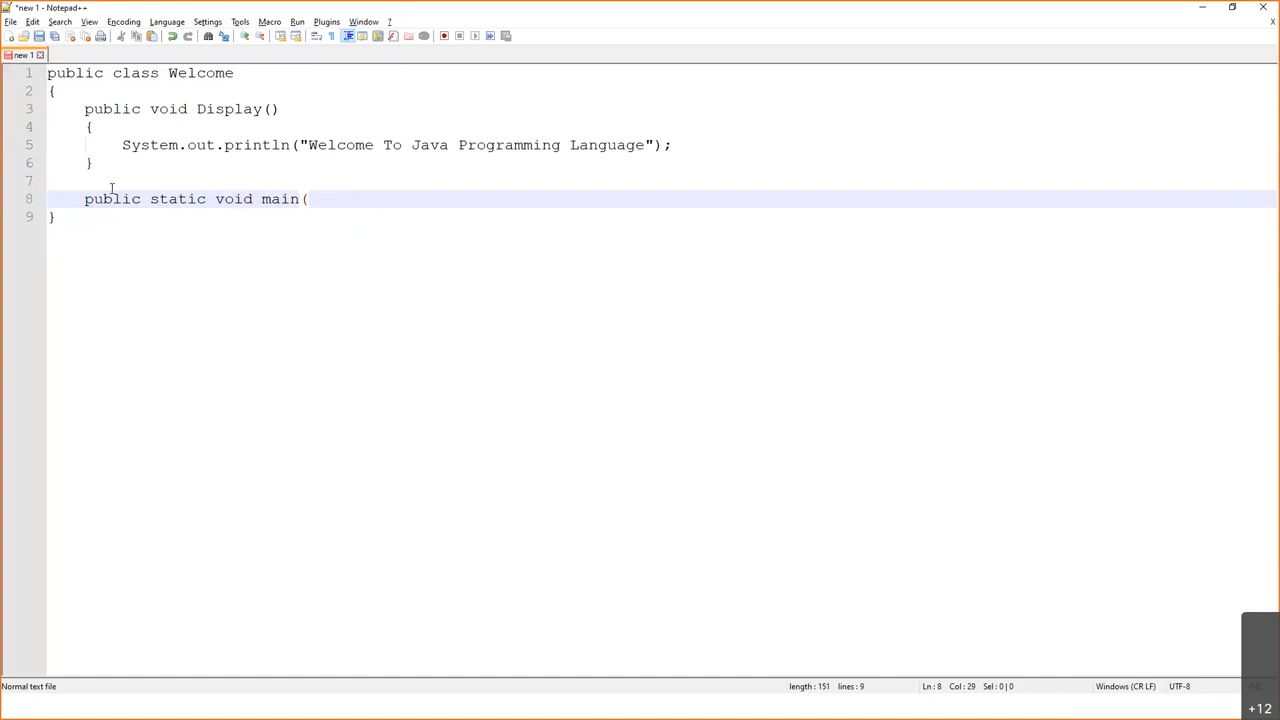 *new 1 - Notepad++
File Edit Search View Encoding Language Settings Tools Macro Run Plugins Window ? X
new 1
1 public class Welcome
2 {
3 public void Display()
4 {
5 System.out.println("Welcome To Java Programming Language");
6 }
7
8 public static void main(
9 }
Normal text file length : 151 lines : 9 Ln : 8 Col : 29 Sel : 0 | 0 Windows (CR LF) UTF-8
+12